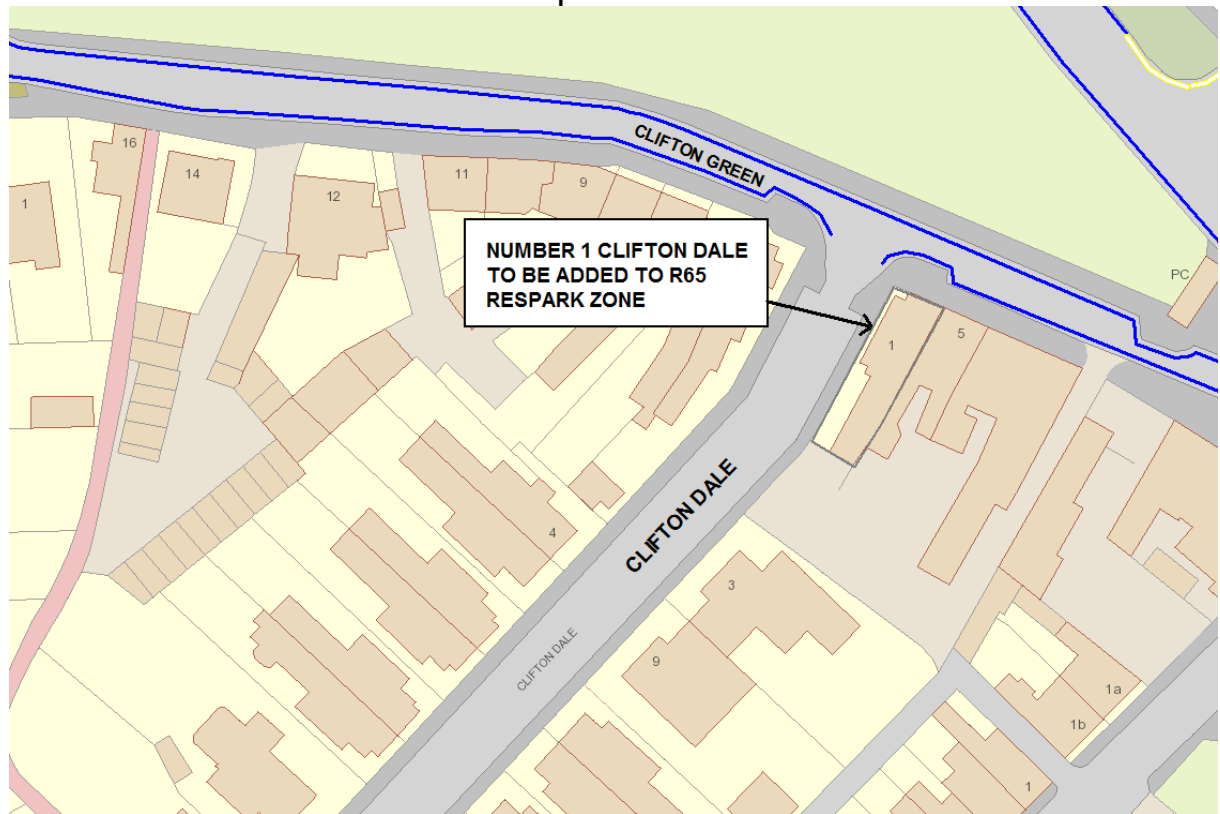 16
14
12
11
9
1
CLIFTON GREEN
NUMBER 1 CLIFTON DALE
TO BE ADDED TO R65
RESPARK ZONE
PC
1
5
4
CLIFTON DALE
3
9
CLIFTON DALE
1a
1b
1